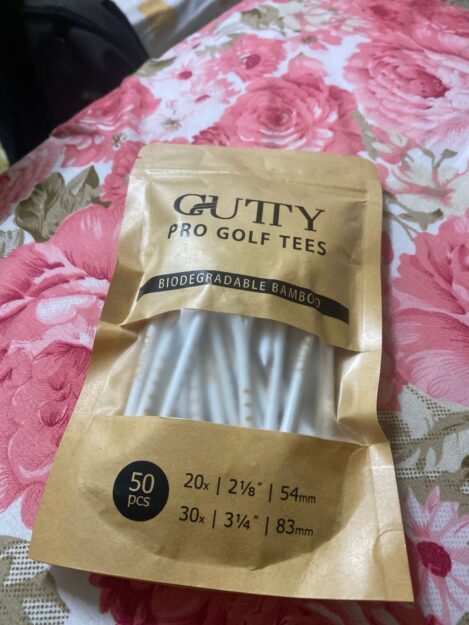 GUTTY
PRO GOLF TEES
BIODEGRADABLE BAMBOO
50
pcs
20x | 2⅛" | 54mm
30x | 3¼" | 83mm